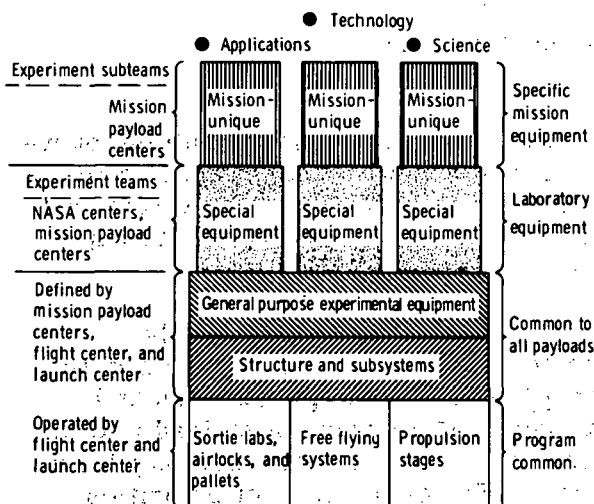 ● Technology
● Applications
● Science
Experiment subteams
Mission
payload
centers
Mission-
unique
Mission-
unique
Mission-
unique
Specific
mission
equipment
Experiment teams
NASA centers,
mission payload
centers
Special
equipment
Special
equipment
Special
equipment
Laboratory
equipment
Defined by
mission payload
centers,
flight center, and
launch center
General purpose experimental equipment
Structure and subsystems
Common to
all payloads
Operated by
flight center and
launch center
Sortie labs,
airlocks, and
pallets
Free flying
systems
Propulsion
stages
Program
common